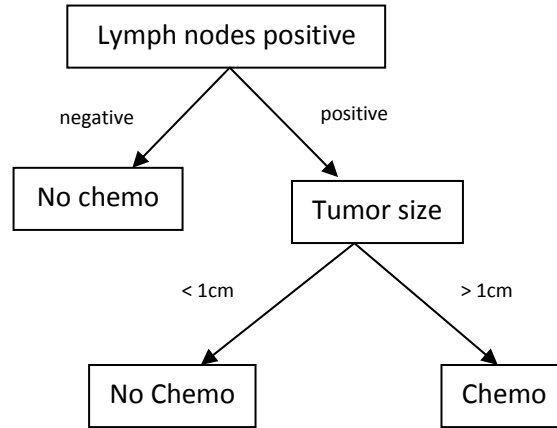 Lymph nodes positive
negative
positive
No chemo
Tumor size
< 1cm
> 1cm
No Chemo
Chemo